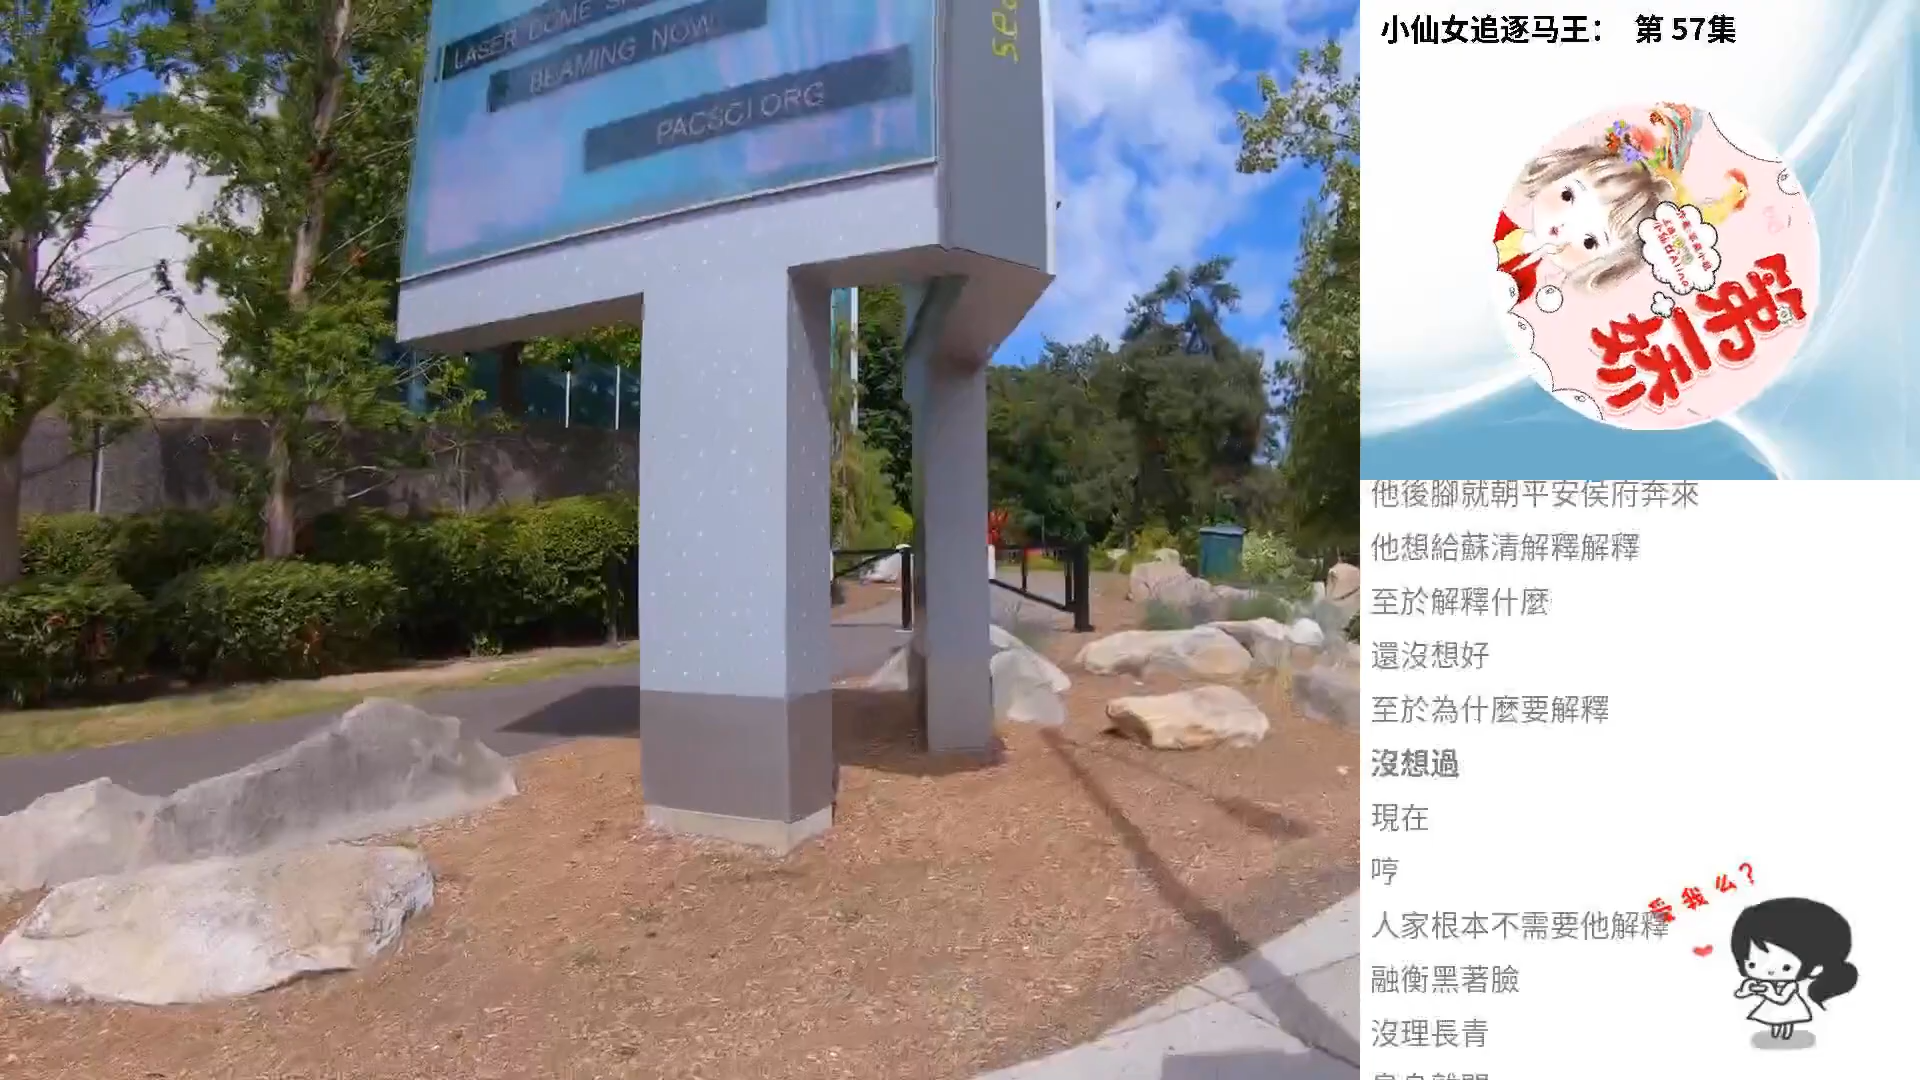 LASER DOME
BEAMING NOW
PACSCI.ORG
小仙女追逐马王： 第 57集
第一娇
他後腳就朝平安侯府奔來
他想給蘇清解釋解釋
至於解釋什麼
還沒想好
至於為什麼要解釋
沒想過
現在
哼
愛我么？
人家根本不需要他解釋
融衡黑著臉
沒理長青